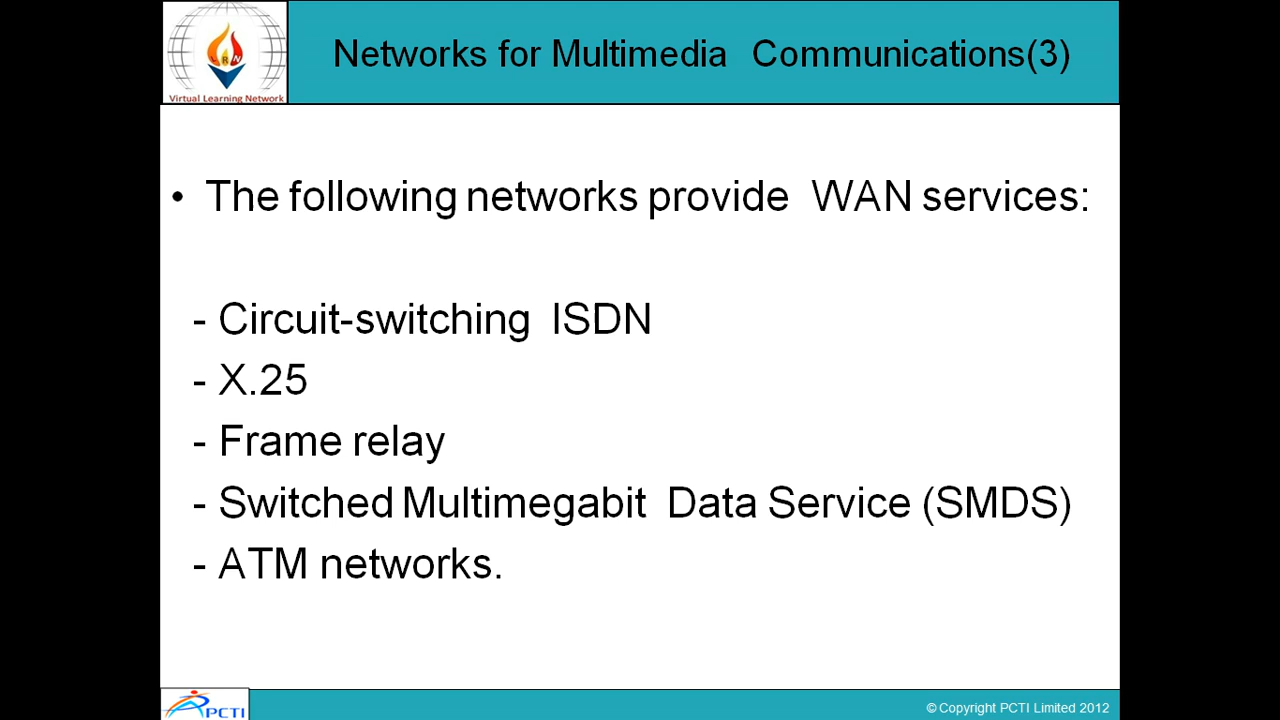 Networks for Multimedia Communications(3)
Virtual Learning Network
• The following networks provide WAN services:
- Circuit-switching ISDN
- X.25
- Frame relay
- Switched Multimegabit Data Service (SMDS)
- ATM networks.
PCTI
© Copyright PCTI Limited 2012